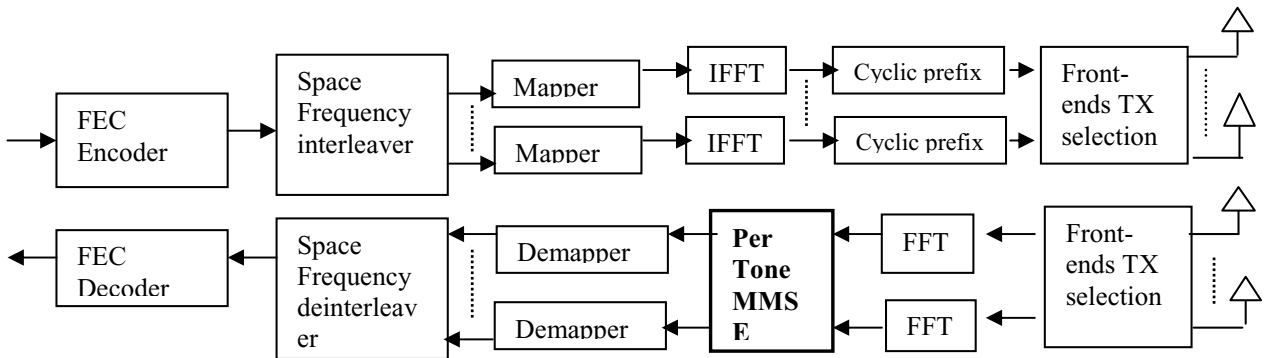 FEC
Encoder
Space
Frequency
interleaver
Mapper
Mapper
IFFT
IFFT
Cyclic prefix
Cyclic prefix
Front-
ends TX
selection
FEC
Decoder
Space
Frequency
deinterleav
er
Demapper
Demapper
Per
Tone
MMS
E
FFT
FFT
Front-
ends TX
selection